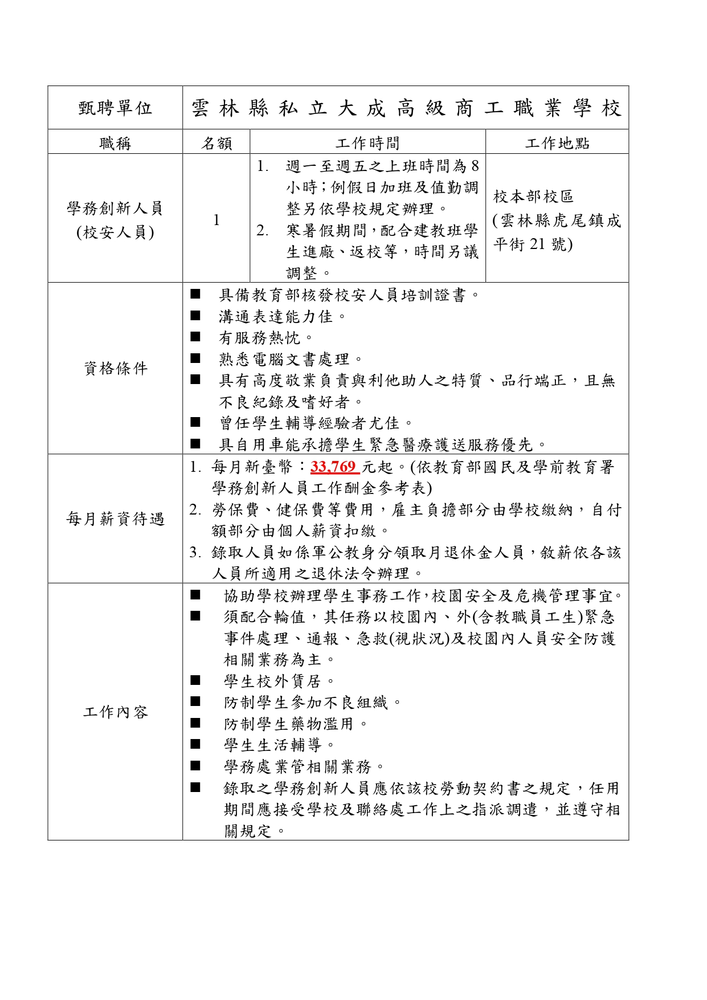 甄聘單位 雲林縣私立大成高級商工職業學校
職稱 名額 工作時間 工作地點
學務創新人員
(校安人員)
1
1. 週一至週五之上班時間為 8
小時；例假日加班及值勤調
整另依學校規定辦理。
2. 寒暑假期間，配合建教班學
生進廠、返校等，時間另議
調整。
校本部校區
(雲林縣虎尾鎮成
平街 21 號)
資格條件
■ 具備教育部核發校安人員培訓證書。
■ 溝通表達能力佳。
■ 有服務熱忱。
■ 熟悉電腦文書處理。
■ 具有高度敬業負責與利他助人之特質、品行端正，且無
不良紀錄及嗜好者。
■ 曾任學生輔導經驗者尤佳。
■ 具自用車能承擔學生緊急醫療護送服務優先。
每月薪資待遇
1. 每月新臺幣：33,769 元起。(依教育部國民及學前教育署
學務創新人員工作酬金參考表)
2. 勞保費、健保費等費用，雇主負擔部分由學校繳納，自付
額部分由個人薪資扣繳。
3. 錄取人員如係軍公教身分領取月退休金人員，敘薪依各該
人員所適用之退休法令辦理。
工作內容
■ 協助學校辦理學生事務工作，校園安全及危機管理事宜。
■ 須配合輪值，其任務以校園內、外(含教職員工生)緊急
事件處理、通報、急救(視狀況)及校園內人員安全防護
相關業務為主。
■ 學生校外賃居。
■ 防制學生參加不良組織。
■ 防制學生藥物濫用。
■ 學生生活輔導。
■ 學務處業管相關業務。
■ 錄取之學務創新人員應依該校勞動契約書之規定，任用
期間應接受學校及聯絡處工作上之指派調遣，並遵守相
關規定。